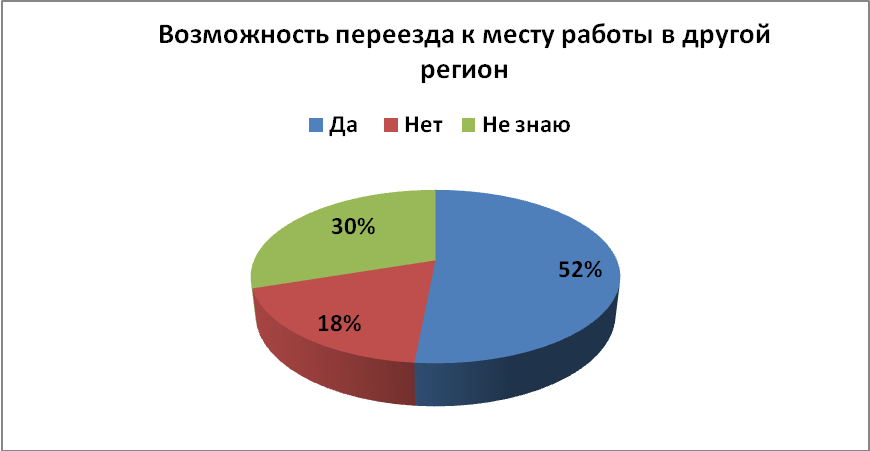 Возможность переезда к месту работы в другой
регион
Да Нет Не знаю
30%
52%
18%